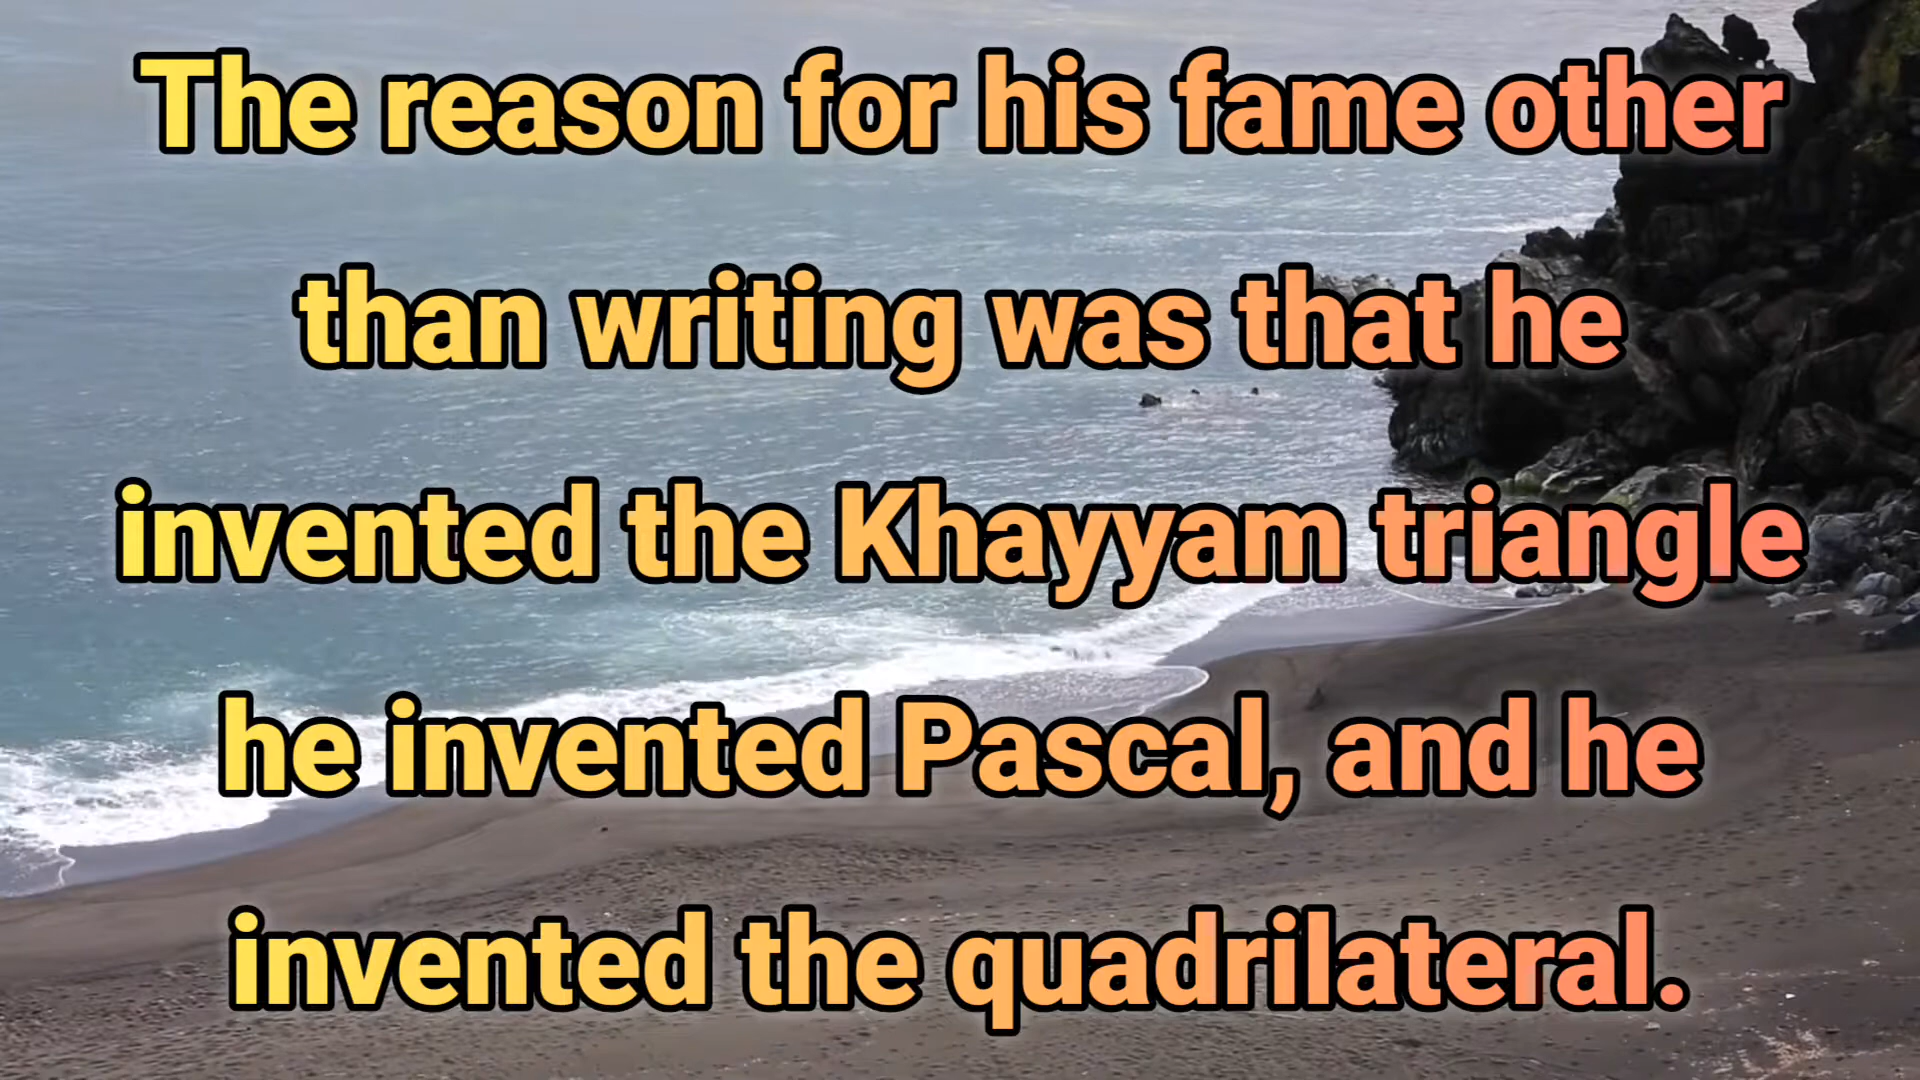 The reason for his fame other
than writing was that he
invented the Khayyam triangle
he invented Pascal, and he
invented the quadrilateral.